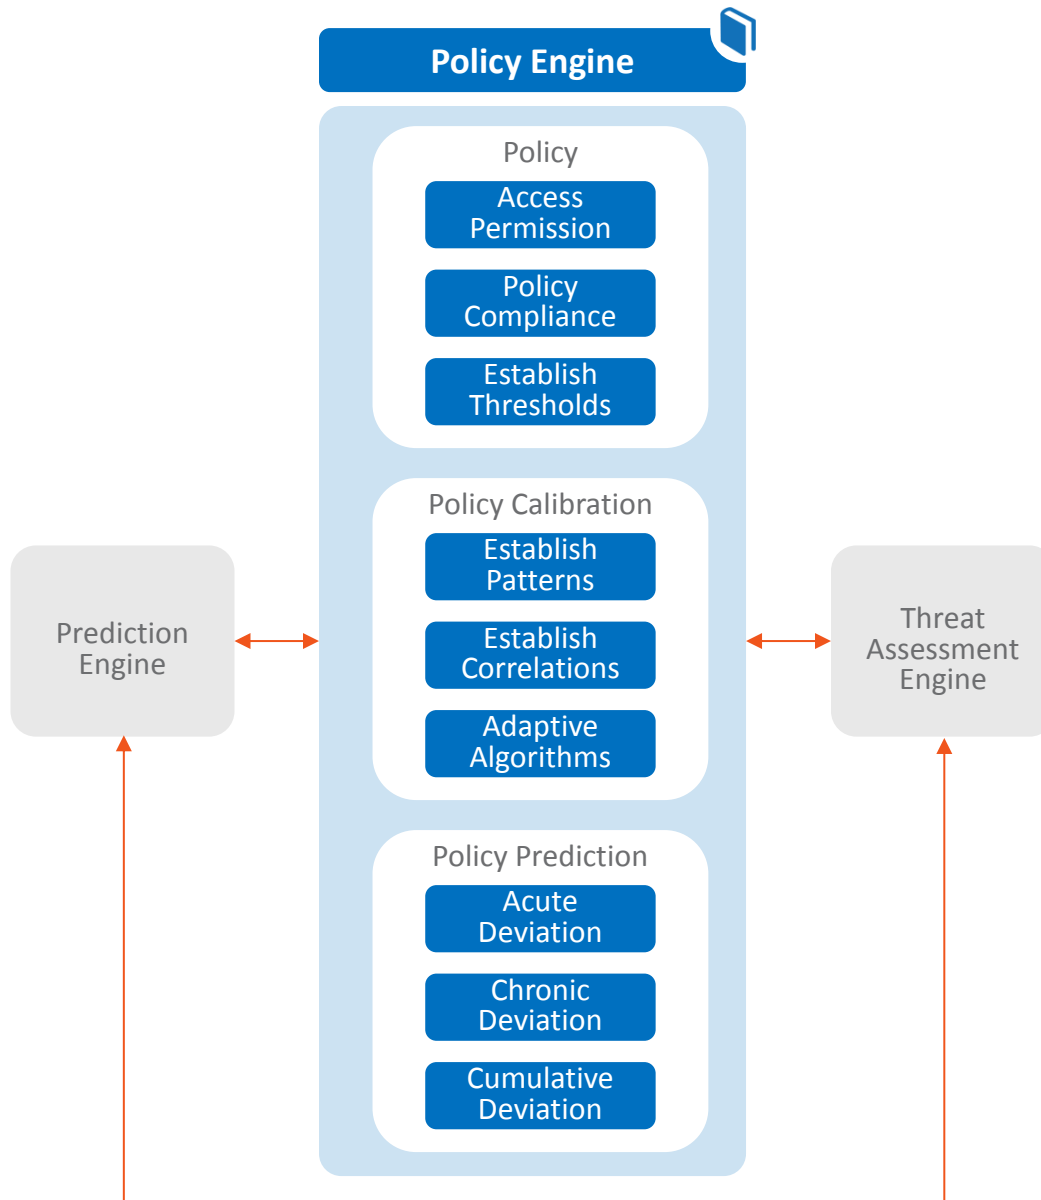 Policy Engine
Policy
Access
Permission
Policy
Compliance
Establish
Thresholds
Policy Calibration
Establish
Patterns
Establish
Correlations
Adaptive
Algorithms
Prediction
Engine
Threat
Assessment
Engine
Policy Prediction
Acute
Deviation
Chronic
Deviation
Cumulative
Deviation